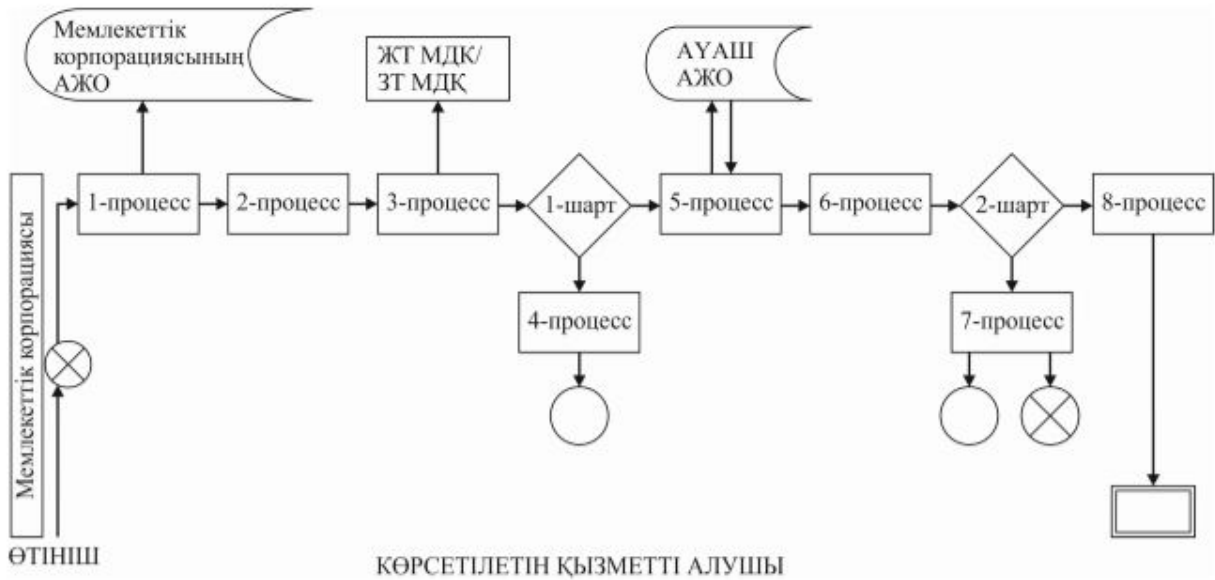 Мемлекеттік
корпорациясының
АЖО
ЖТ МДК/
ЗТ МДҚ
АҮАШ
АЖО
Мемлекеттік корпорациясы
1-процесс
2-процесс
3-процесс
1-шарт
5-процесс
6-процесс
2-шарт
8-процесс
4-процесс
7-процесс
ӨТІНІШ
КӨРСЕТІЛЕТІН ҚЫЗМЕТТІ АЛУШЫ